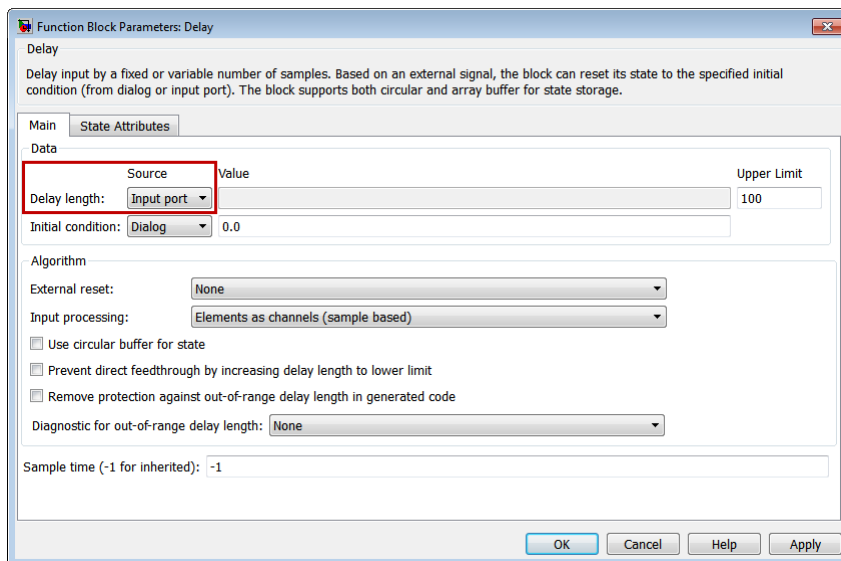 Function Block Parameters: Delay
Delay
Delay input by a fixed or variable number of samples. Based on an external signal, the block can reset its state to the specified initial
condition (from dialog or input port). The block supports both circular and array buffer for state storage.
Main State Attributes
Data
Source Value Upper Limit
Delay length: Input port 100
Initial condition: Dialog 0.0
Algorithm
External reset: None
Input processing: Elements as channels (sample based)
Use circular buffer for state
Prevent direct feedthrough by increasing delay length to lower limit
Remove protection against out-of-range delay length in generated code
Diagnostic for out-of-range delay length: None
Sample time (-1 for inherited): -1
OK Cancel Help Apply